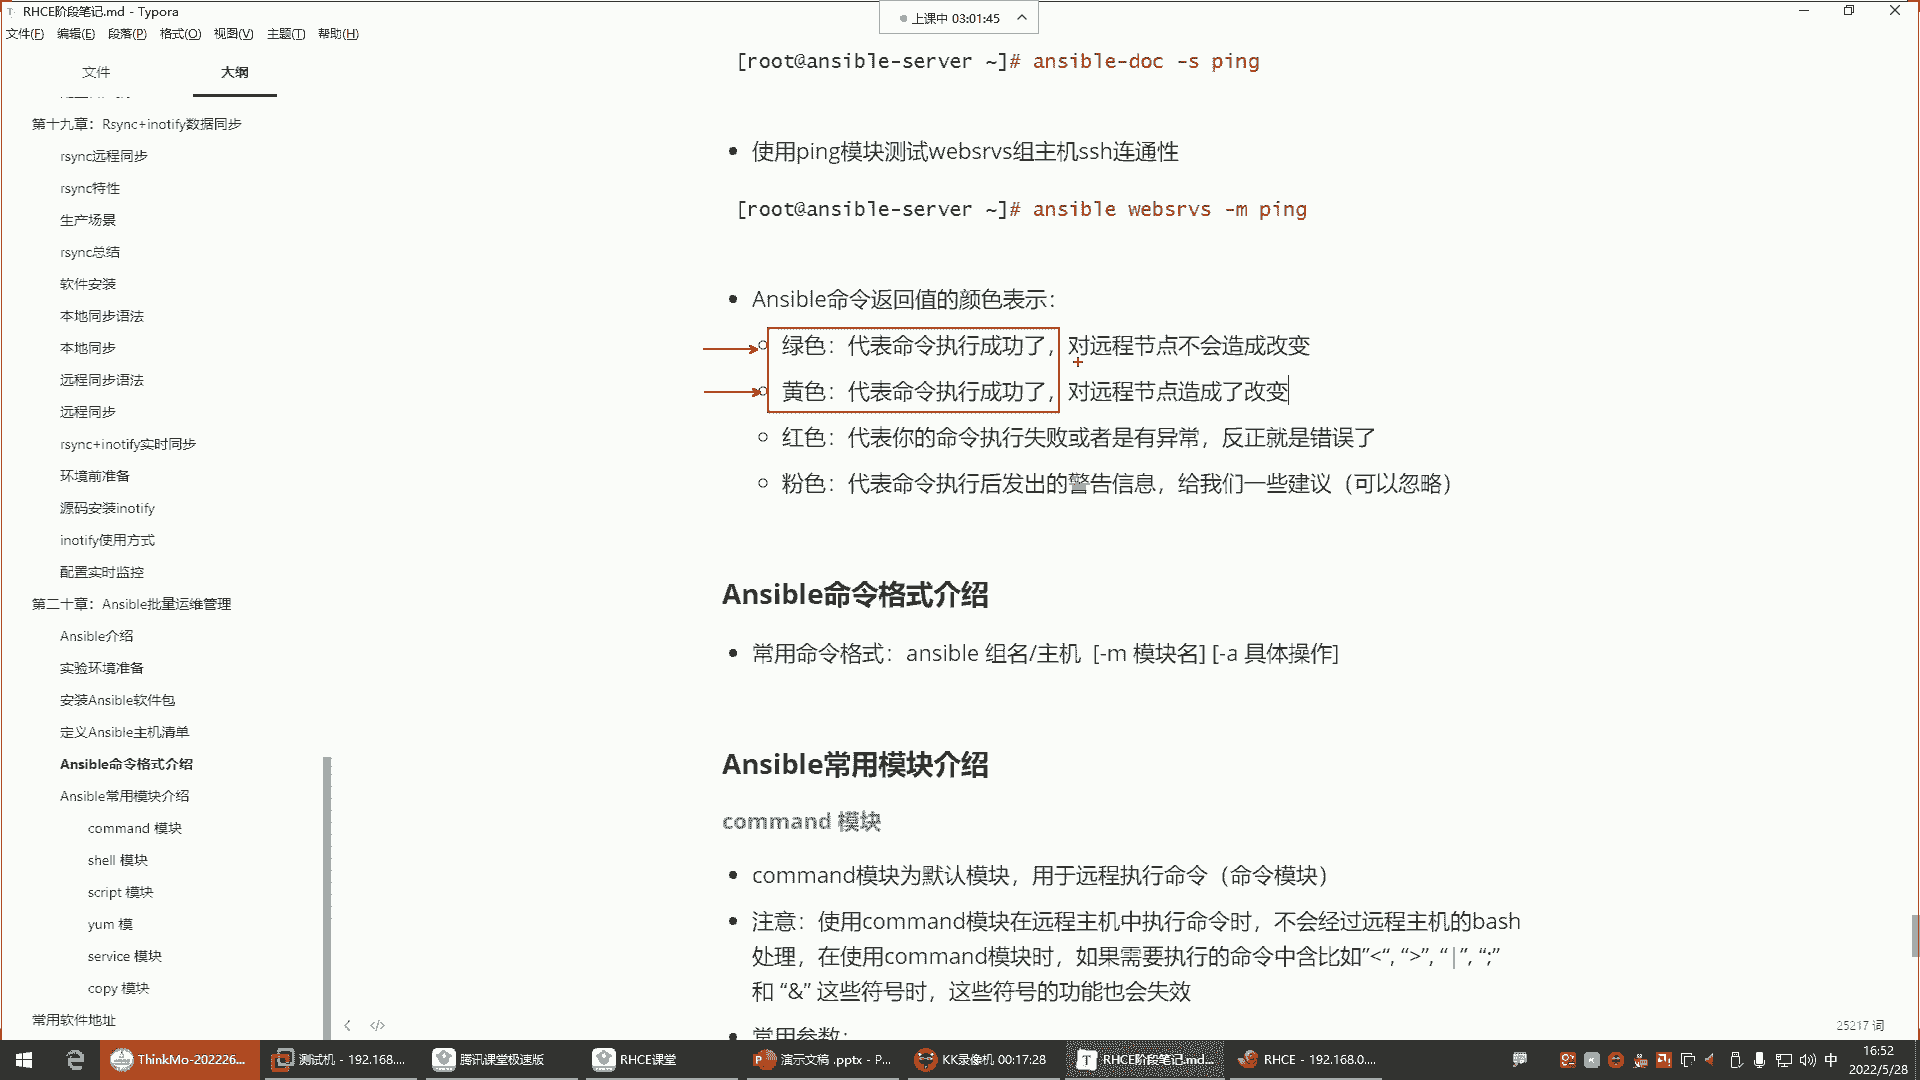 RHCE阶段笔记.md - Typora
上课中 03:01:45
文件(F) 编辑(E) 段落(P) 格式(O) 视图(V) 主题(T) 帮助(H)
文件 大纲
第十九章：Rsync+inotify数据同步
rsync远程同步
rsync特性
生产场景
rsync总结
软件安装
本地同步语法
本地同步
远程同步语法
远程同步
rsync+inotify实时同步
环境前准备
源码安装inotify
inotify使用方式
配置实时监控
第二十章：Ansible批量运维管理
Ansible介绍
实验环境准备
安装Ansible软件包
定义Ansible主机清单
Ansible命令格式介绍
Ansible常用模块介绍
command 模块
shell 模块
script 模块
yum 模
service 模块
copy 模块
常用软件地址
[root@ansible-server ~]# ansible-doc -s ping
使用ping模块测试websrvs组主机ssh连通性
[root@ansible-server ~]# ansible websrvs -m ping
Ansible命令返回值的颜色表示：
绿色：代表命令执行成功了，对远程节点不会造成改变
黄色：代表命令执行成功了，对远程节点造成了改变
红色：代表你的命令执行失败或者是有异常，反正就是错误了
粉色：代表命令执行后发出的警告信息，给我们一些建议（可以忽略）
Ansible命令格式介绍
常用命令格式：ansible 组名/主机 [-m 模块名] [-a 具体操作]
Ansible常用模块介绍
command 模块
command模块为默认模块，用于远程执行命令（命令模块）
注意：使用command模块在远程主机中执行命令时，不会经过远程主机的bash
处理，在使用command模块时，如果需要执行的命令中含比如”<“, “>”, “|”, “;”
和 “&” 这些符号时，这些符号的功能也会失效
常用参数：
25217 词
ThinkMo-202226... 测试机 - 192.168.... 腾讯课堂极速版 RHCE课堂 演示文稿 .pptx - P... KK录像机 00:17:28 RHCE阶段笔记.md... RHCE - 192.168.0.... 中 16:52
2022/5/28